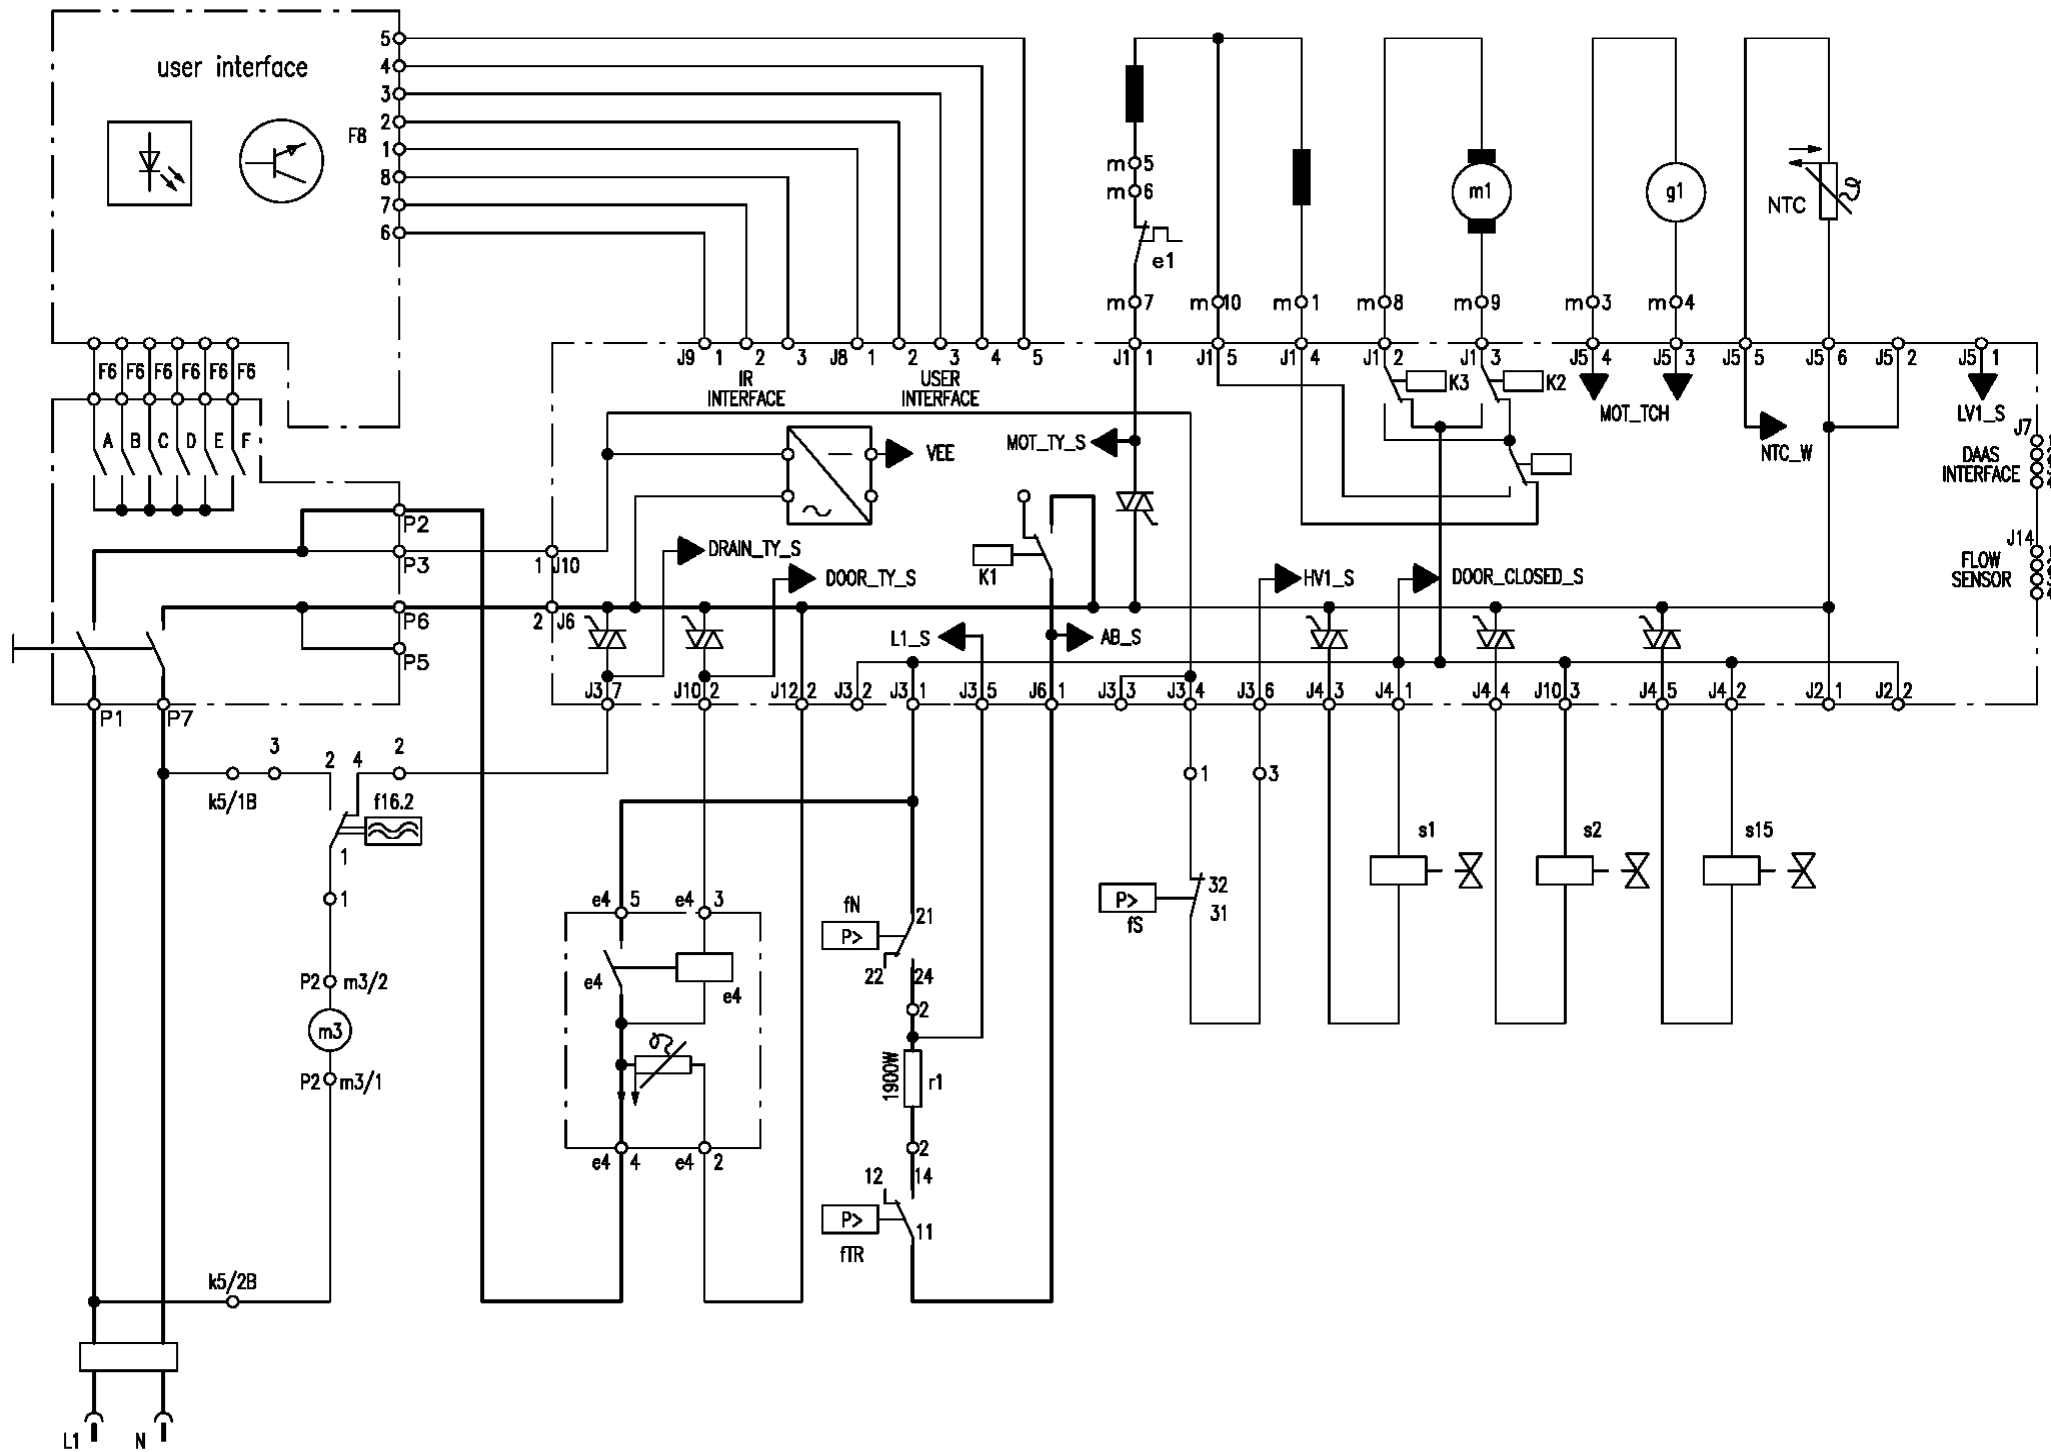 5
user interface
4
3
2
F8
1
8
7
6
m 5
m 6
e1
m1
g1
NTC
m 7
m 10
m 1
m 8
m 9
m 3
m 4
J9 1 2 3 J8 1 2 3 4 5
J1 1
J1 5
J1 4
J1 2
J1 3
J5 4
J5 3
J5 5
J5 6
J5 2
J5 1
F6 F6 F6 F6 F6 F6
IR INTERFACE
USER INTERFACE
K3
K2
MOT_TCH
LV1_S
A B C D E F
VEE
MOT_TY_S
NTC_W
J7
DAAS INTERFACE
P2
P3
1 J10
DRAIN_TY_S
DOOR_TY_S
K1
HV1_S
DOOR_CLOSED_S
J14
FLOW SENSOR
P6
2 J6
P5
L1_S
AB_S
J3 7
J10 2
J12 2
J3 2
J3 1
J3 5
J6 1
J3 3
J3 4
J3 6
J4 3
J4 1
J4 4
J10 3
J4 5
J4 2
J2 1
J2 2
P1
P7
3
2
4
2
1
3
k5/1B
f16.2
1
1
s1
s2
s15
e4 5
e4 3
fN
21
P>
22
24
P>
fS
32
31
e4
e4
2
P2 m3/2
m3
P2 m3/1
1900W
r1
e4 4
e4 2
2
12
14
P>
11
fTR
k5/2B
L1
N